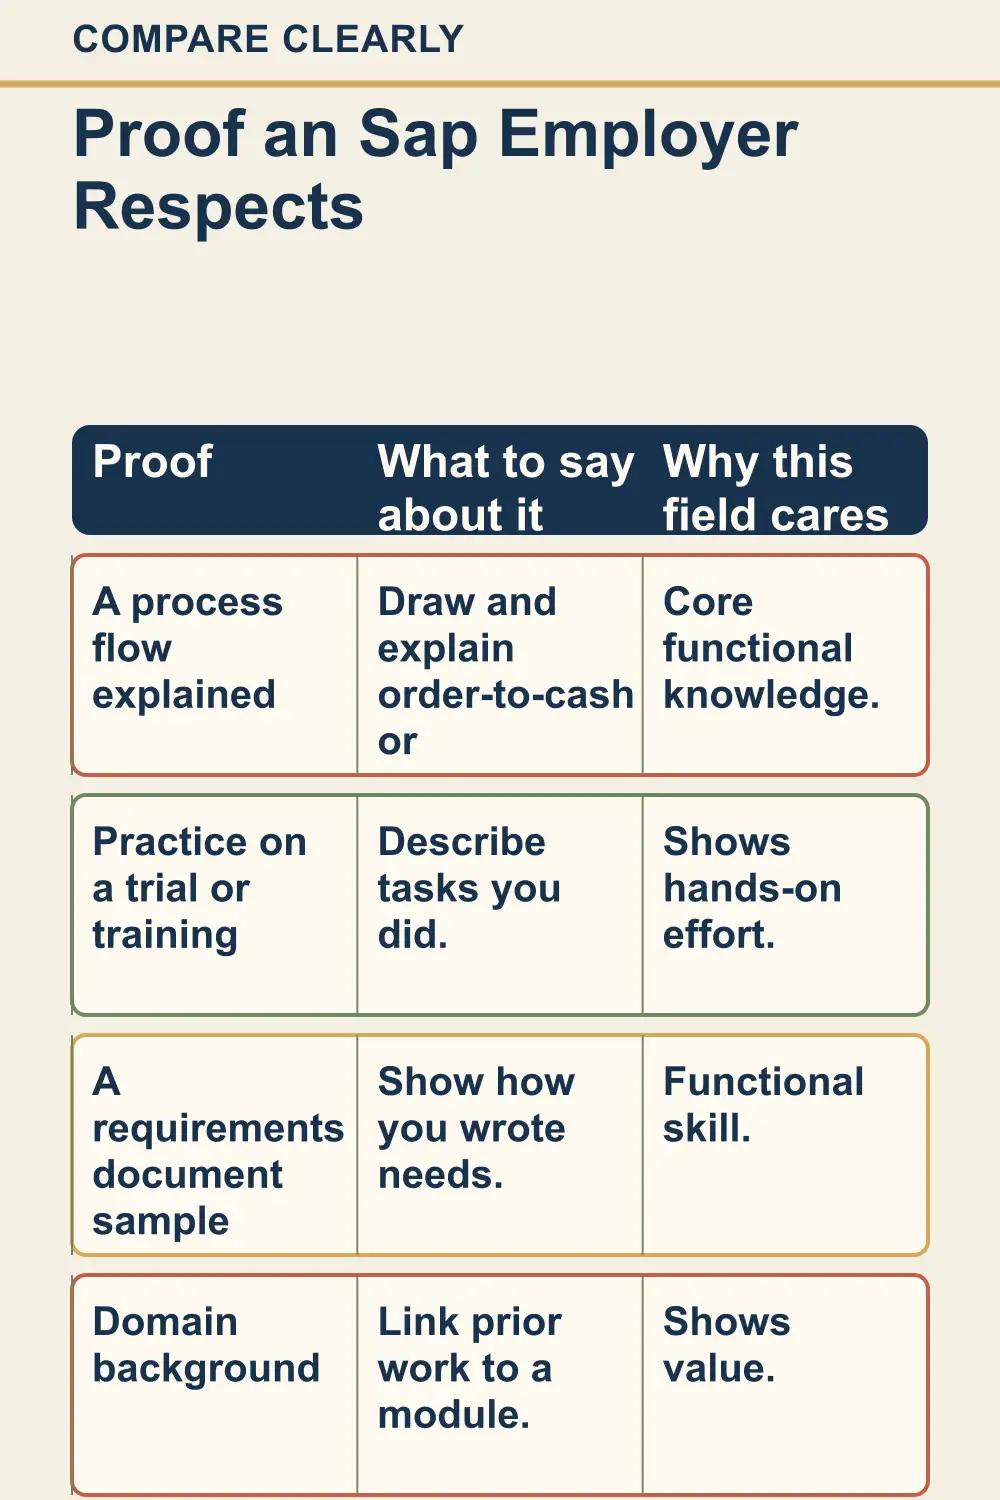 COMPARE CLEARLY
Proof an Sap Employer
Respects
Proof
What to say
about it
Why this
field cares
A process
flow
explained
Draw and
explain
order-to-cash
or
Core
functional
knowledge.
Practice on
a trial or
training
Describe
tasks you
did.
Shows
hands-on
effort.
A
requirements
document
sample
Show how
you wrote
needs.
Functional
skill.
Domain
background
Link prior
work to a
module.
Shows
value.